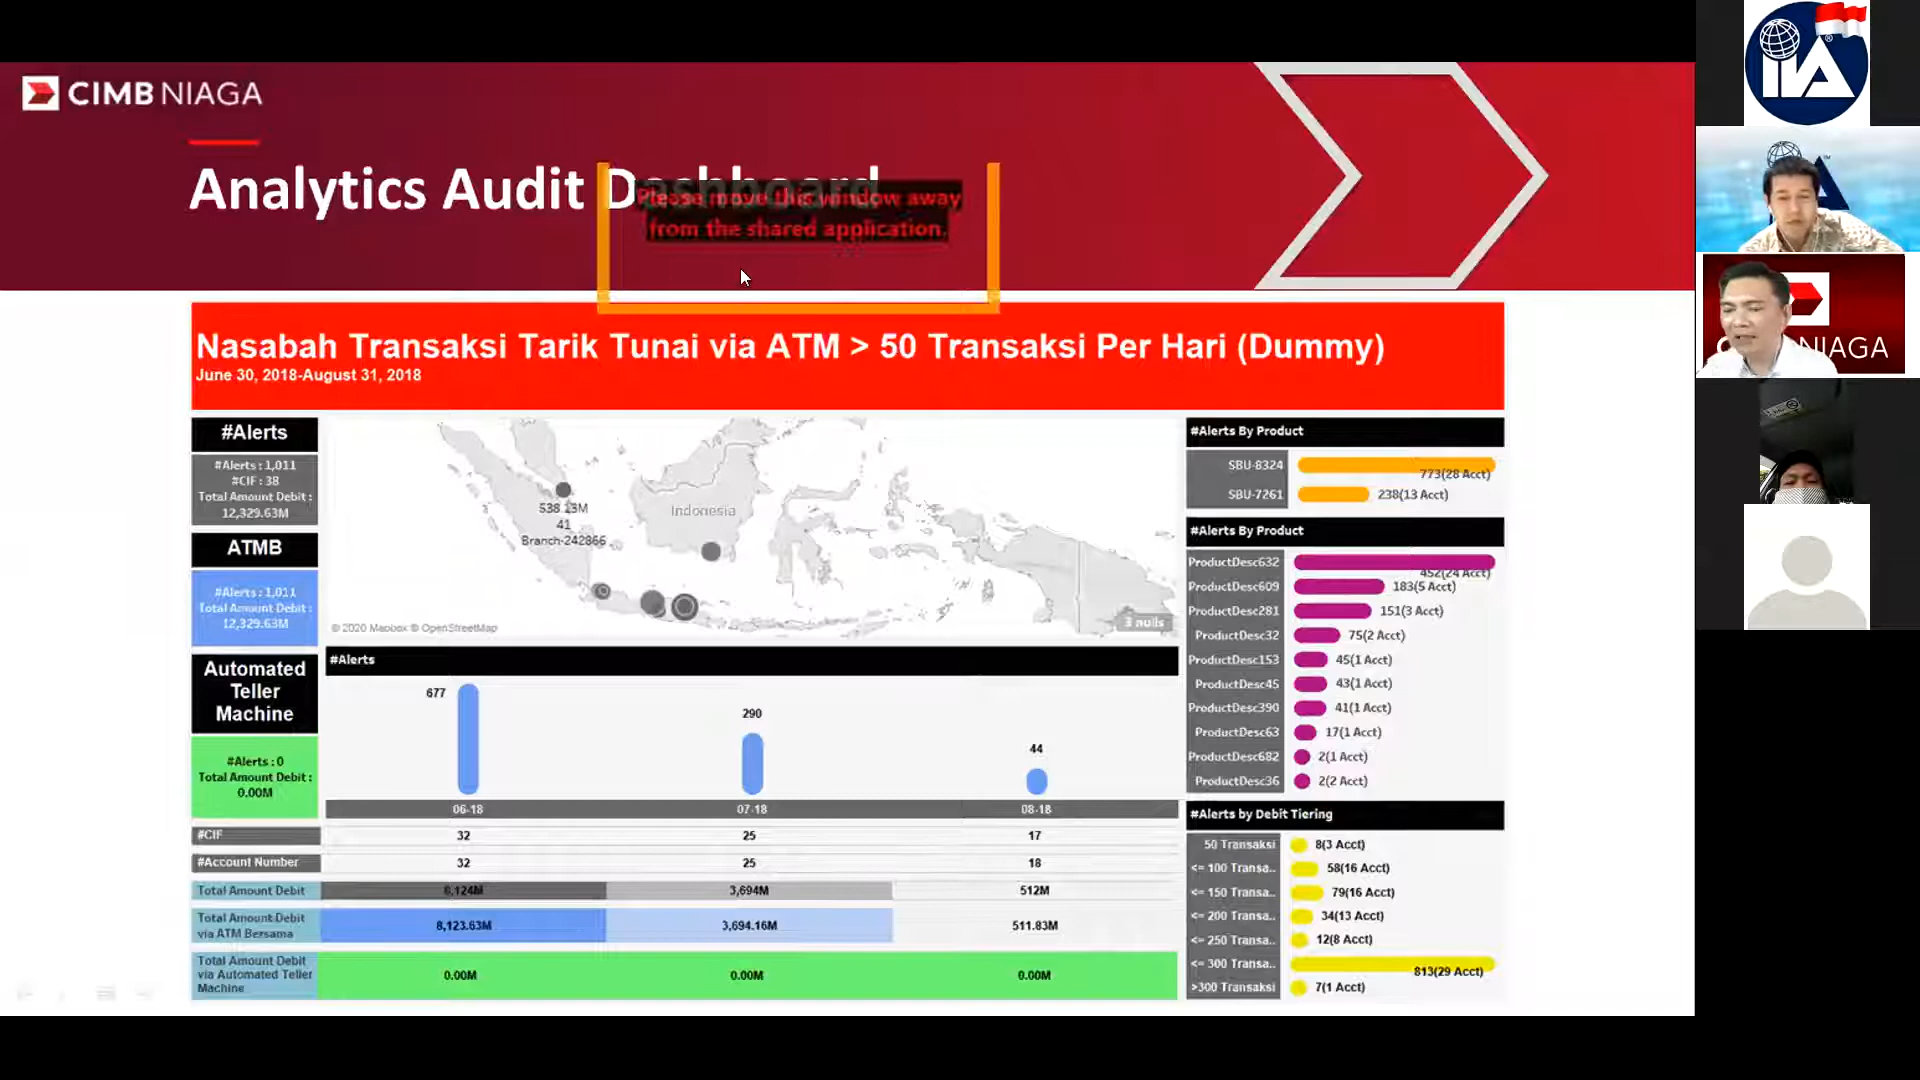 CIMB NIAGA
Analytics Audit Dashboard
Please move this window away
from the shared application.
Nasabah Transaksi Tarik Tunai via ATM > 50 Transaksi Per Hari (Dummy)
June 30, 2018-August 31, 2018
#Alerts
#Alerts : 1,011
#CIF : 38
Total Amount Debit :
12,329.63M
ATMB
#Alerts : 1,011
Total Amount Debit :
12,329.63M
Automated
Teller
Machine
#Alerts : 0
Total Amount Debit :
0.00M
Indonesia
41
Branch-242866
© 2020 Mapbox © OpenStreetMap
3 nulls
#Alerts
677
290
44
06-18
07-18
08-18
#CIF 32 25 17
#Account Number 32 25 18
Total Amount Debit 8,124M 3,694M 512M
Total Amount Debit
via ATM Bersama
8,123.63M 3,694.16M 511.83M
Total Amount Debit
via Automated Teller
Machine
0.00M 0.00M 0.00M
#Alerts By Product
SBU-8324 773(28 Acct)
SBU-7261 238(13 Acct)
#Alerts By Product
ProductDesc632 452(24 Acct)
ProductDesc609 183(5 Acct)
ProductDesc281 151(3 Acct)
ProductDesc32 75(2 Acct)
ProductDesc153 45(1 Acct)
ProductDesc45 43(1 Acct)
ProductDesc390 41(1 Acct)
ProductDesc63 17(1 Acct)
ProductDesc682 2(1 Acct)
ProductDesc36 2(2 Acct)
#Alerts by Debit Tiering
50 Transaksi 8(3 Acct)
<= 100 Transa.. 58(16 Acct)
<= 150 Transa.. 79(16 Acct)
<= 200 Transa.. 34(13 Acct)
<= 250 Transa.. 12(8 Acct)
<= 300 Transa.. 813(29 Acct)
>300 Transaksi 7(1 Acct)
IIA
NIAGA